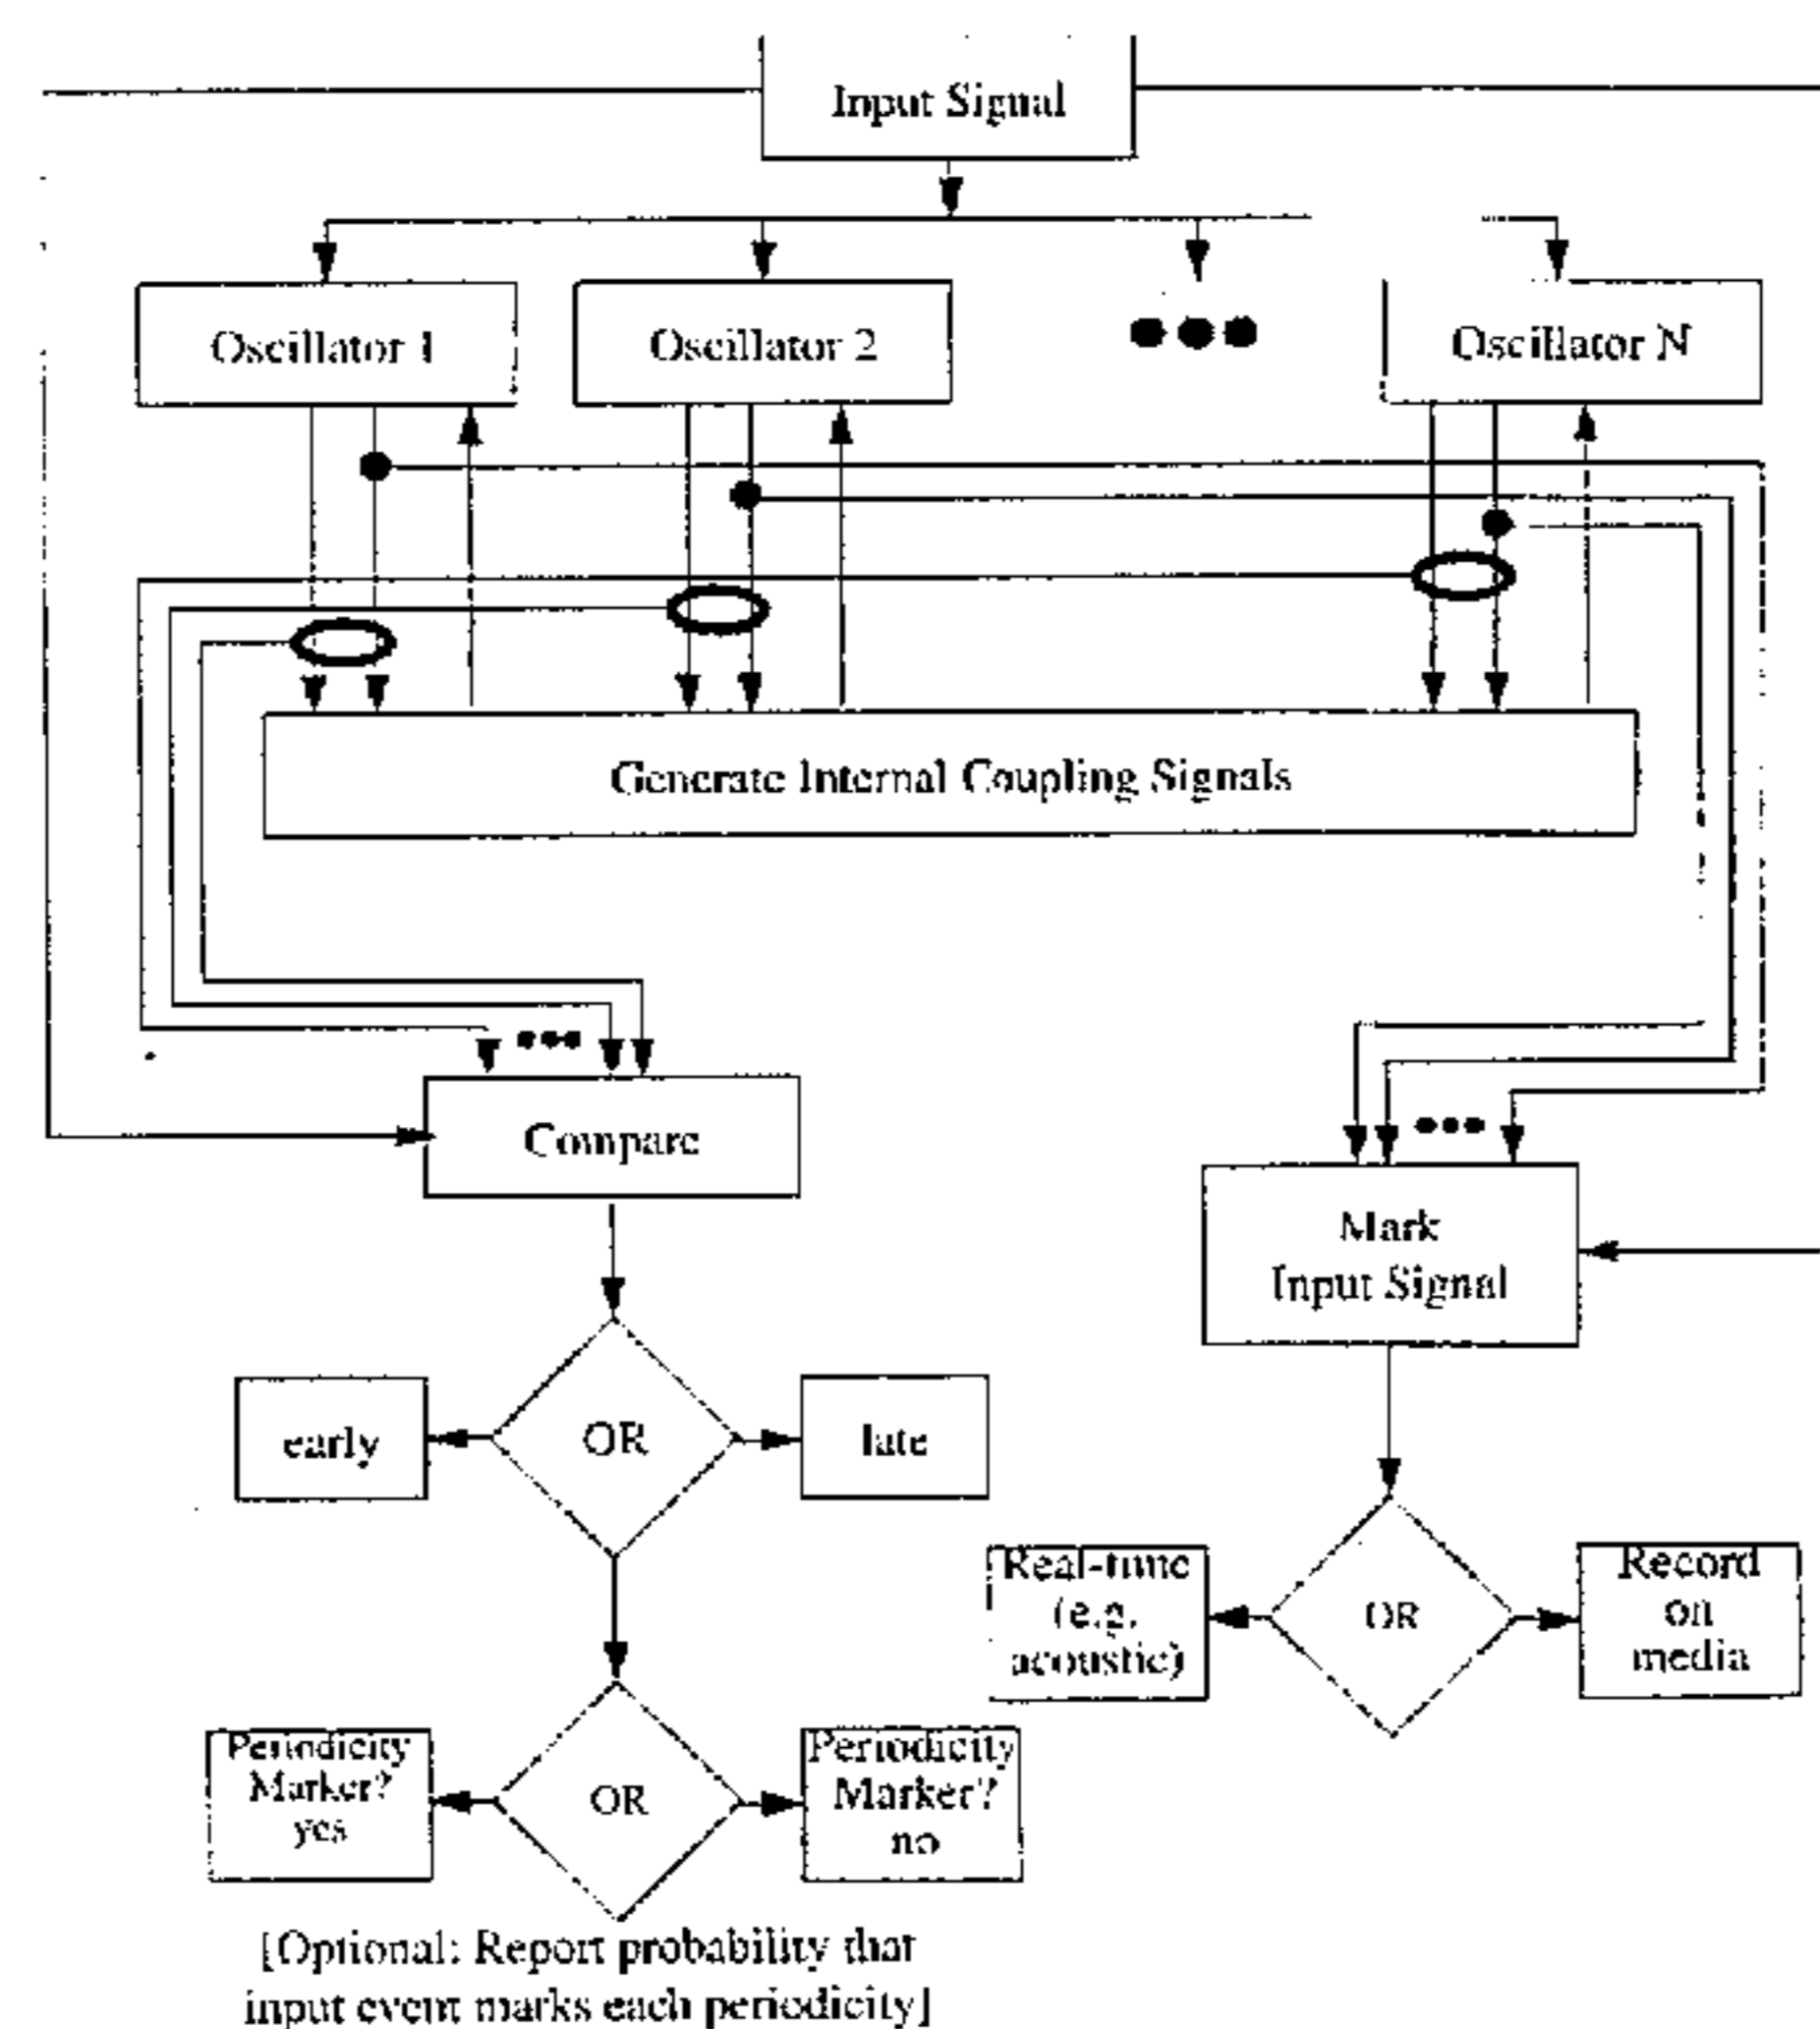 Input Signal
Oscillator 1
Oscillator 2
Oscillator N
Generate Internal Coupling Signals
Compare
Mark
Input Signal
early
OR
late
Real-time
(e.g.
acoustic)
OR
Record
on
media
Periodicity
Marker?
yes
OR
Periodicity
Marker?
no
[Optional: Report probability that
input event marks each periodicity]